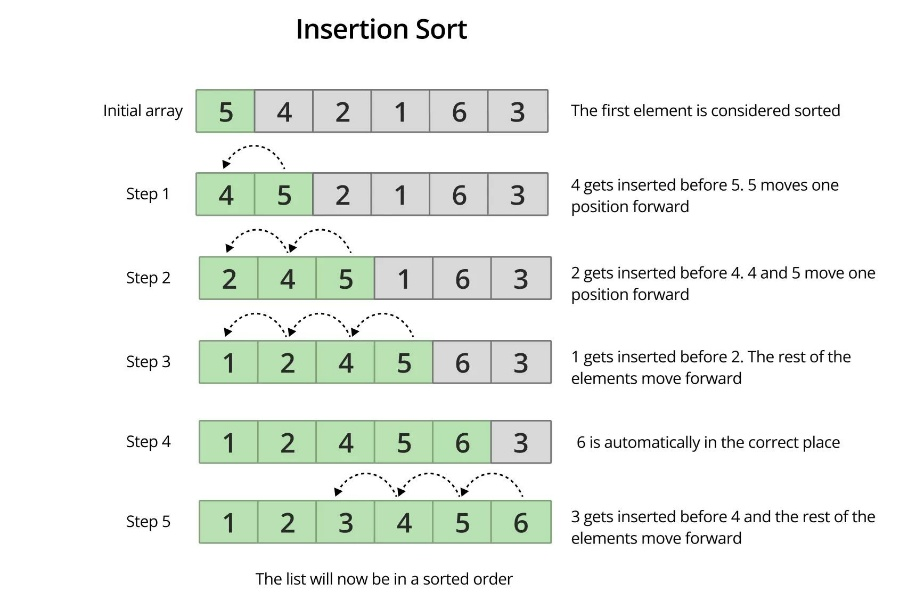 Insertion Sort
Initial array 5 4 2 1 6 3 The first element is considered sorted
Step 1 4 5 2 1 6 3 4 gets inserted before 5. 5 moves one
position forward
Step 2 2 4 5 1 6 3 2 gets inserted before 4. 4 and 5 move one
position forward
Step 3 1 2 4 5 6 3 1 gets inserted before 2. The rest of the
elements move forward
Step 4 1 2 4 5 6 3 6 is automatically in the correct place
Step 5 1 2 3 4 5 6 3 gets inserted before 4 and the rest of the
elements move forward
The list will now be in a sorted order